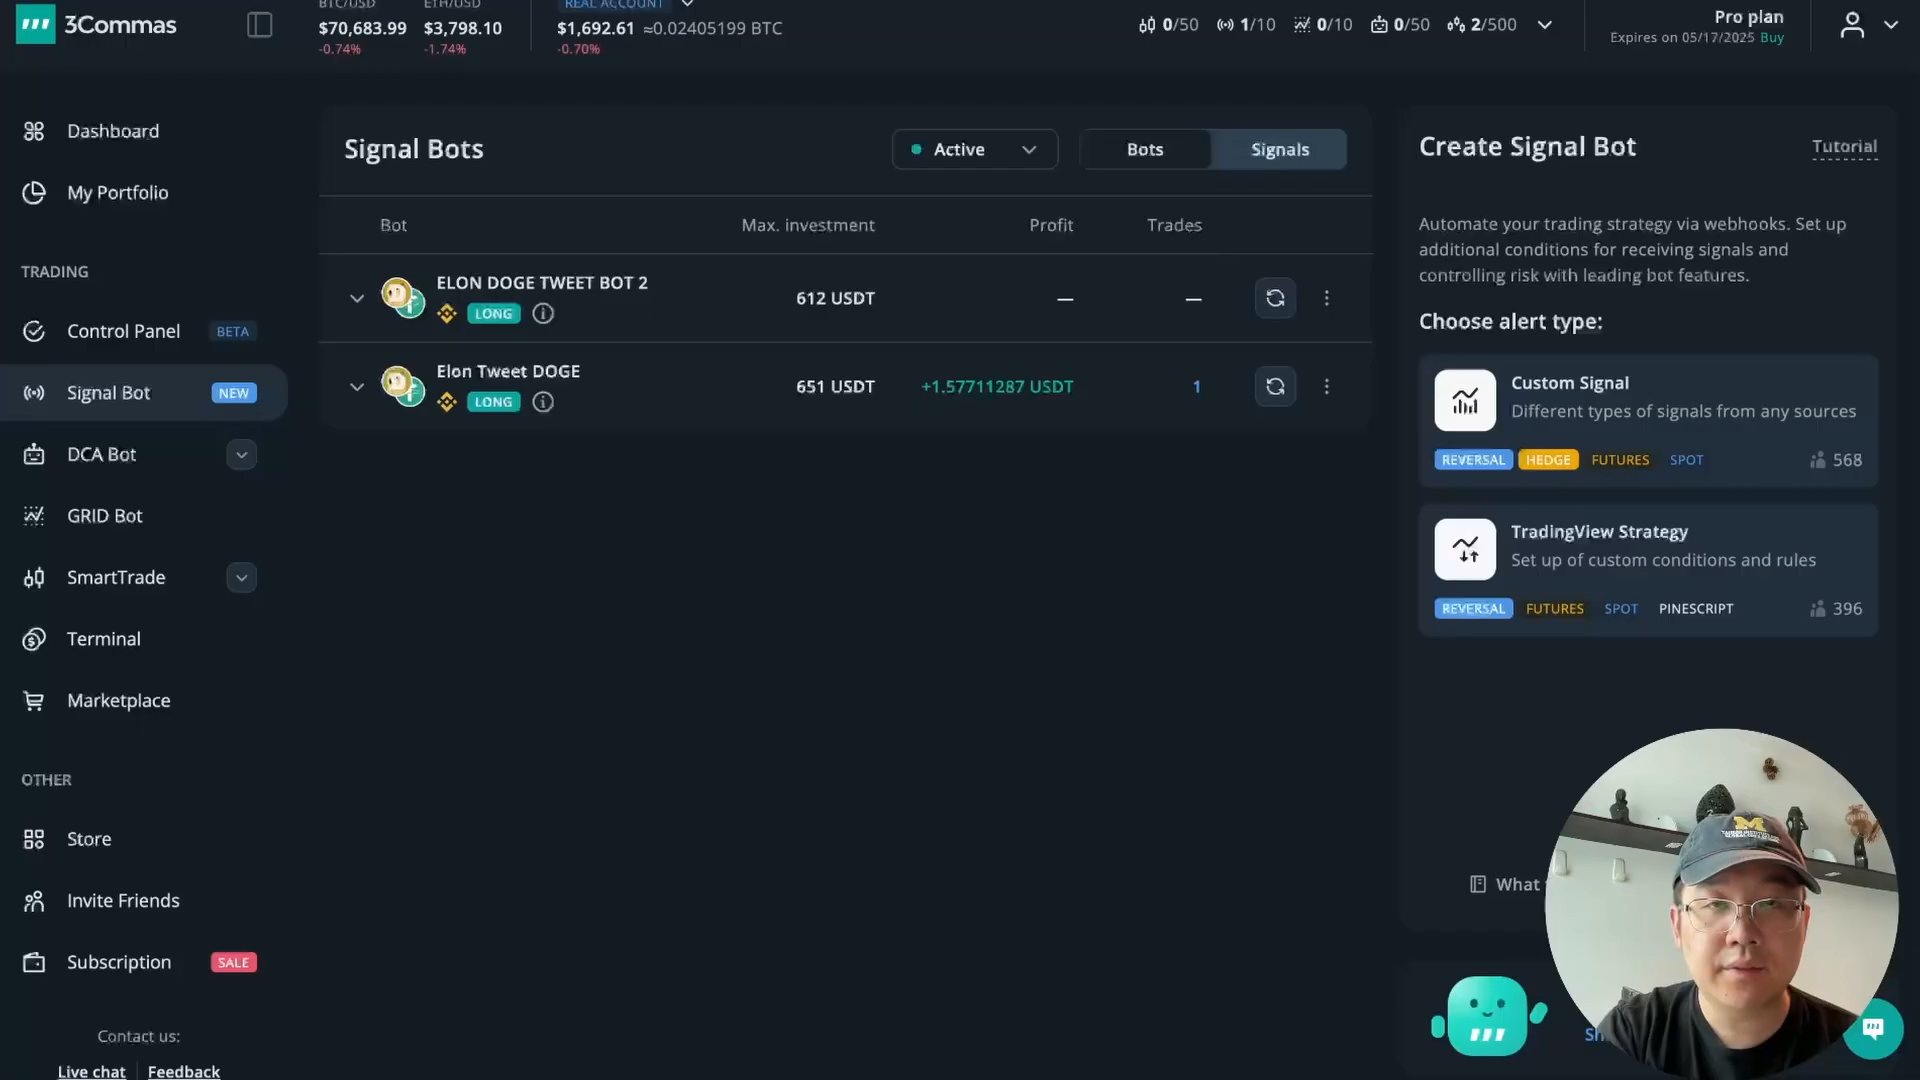 3Commas
BTC/USD
ETH/USD
REAL ACCOUNT
$70,683.99
$3,798.10
$1,692.61 ≈0.02405199 BTC
-0.74%
-1.74%
-0.70%
0/50
1/10
0/10
0/50
2/500
Pro plan
Expires on 05/17/2025 Buy
Dashboard
My Portfolio
TRADING
Control Panel BETA
Signal Bot NEW
DCA Bot
GRID Bot
SmartTrade
Terminal
Marketplace
OTHER
Store
Invite Friends
Subscription SALE
Contact us:
Live chat
Feedback
Signal Bots
Active
Bots
Signals
Bot
Max. investment
Profit
Trades
ELON DOGE TWEET BOT 2
LONG
612 USDT
—
—
Elon Tweet DOGE
LONG
651 USDT
+1.57711287 USDT
1
Create Signal Bot
Tutorial
Automate your trading strategy via webhooks. Set up
additional conditions for receiving signals and
controlling risk with leading bot features.
Choose alert type:
Custom Signal
Different types of signals from any sources
REVERSAL HEDGE FUTURES SPOT 568
TradingView Strategy
Set up of custom conditions and rules
REVERSAL FUTURES SPOT PINESCRIPT 396
What
M